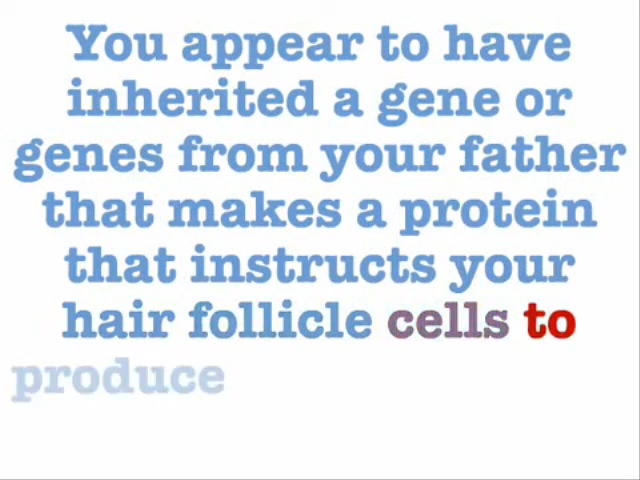 You appear to have
inherited a gene or
genes from your father
that makes a protein
that instructs your
hair follicle cells to
produce